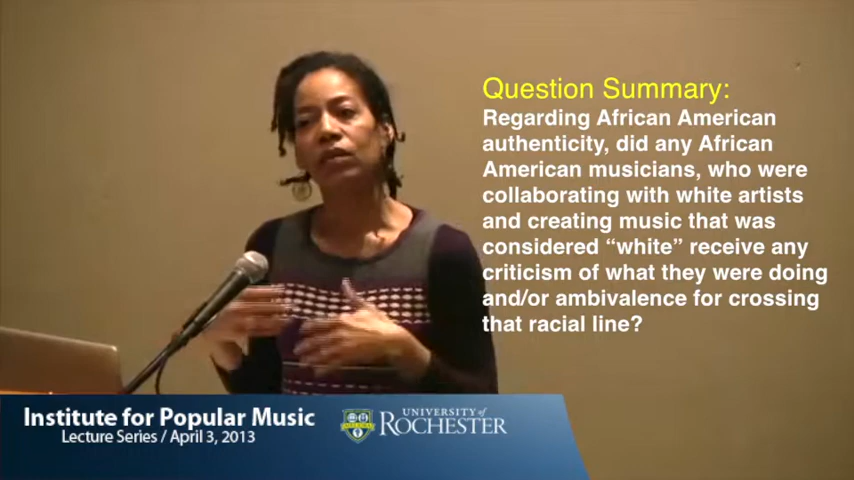 Question Summary:
Regarding African American
authenticity, did any African
American musicians, who were
collaborating with white artists
and creating music that was
considered “white” receive any
criticism of what they were doing
and/or ambivalence for crossing
that racial line?
Institute for Popular Music
Lecture Series / April 3, 2013
UNIVERSITY of
ROCHESTER